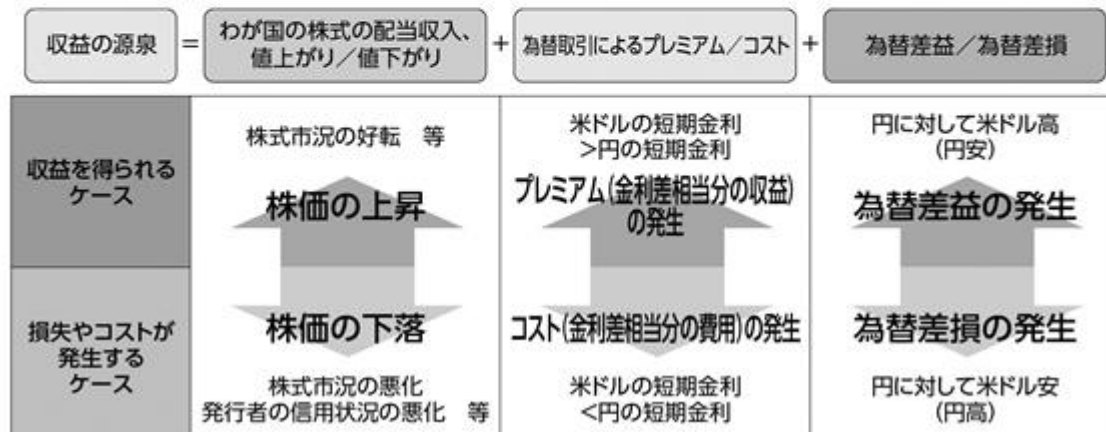 収益の源泉
=
わが国の株式の配当収入、
値上がり／値下がり
+
為替取引によるプレミアム／コスト
+
為替差益／為替差損
収益を得られる
ケース
株式市況の好転　等
株価の上昇
米ドルの短期金利
>円の短期金利
プレミアム(金利差相当分の収益)
の発生
円に対して米ドル高
(円安)
為替差益の発生
損失やコストが
発生する
ケース
株価の下落
株式市況の悪化
発行者の信用状況の悪化　等
コスト(金利差相当分の費用)の発生
米ドルの短期金利
<円の短期金利
為替差損の発生
円に対して米ドル安
(円高)